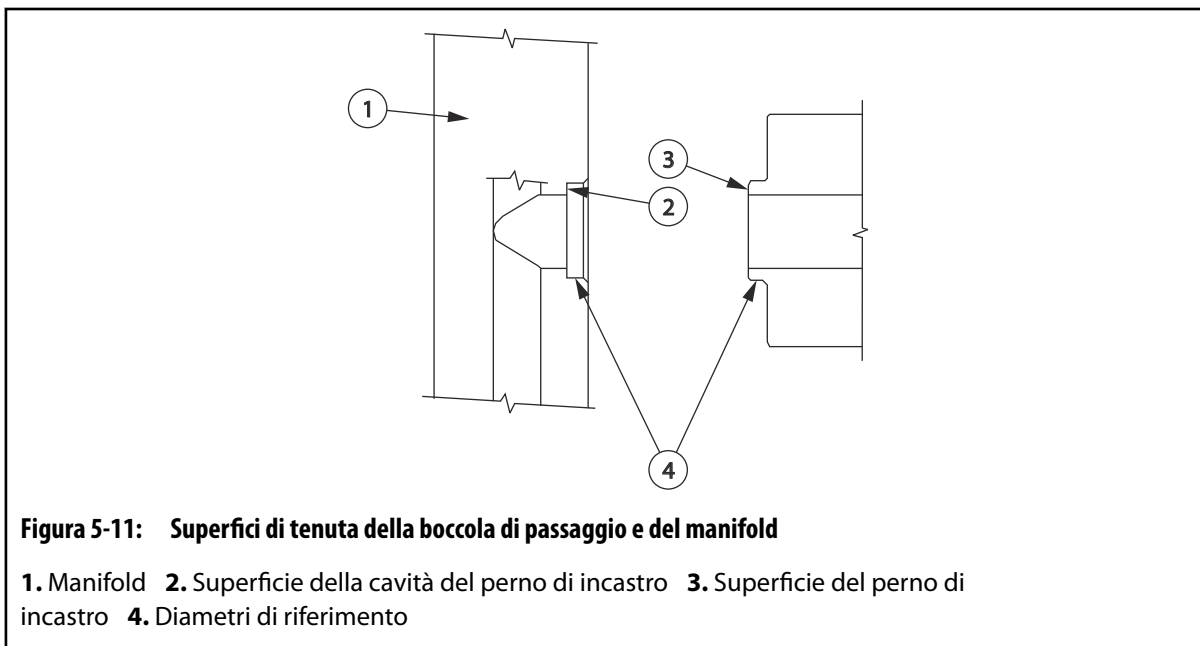 1
3
2
4
Figura 5-11: Superfici di tenuta della boccola di passaggio e del manifold
1. Manifold 2. Superficie della cavità del perno di incastro 3. Superficie del perno di
incastro 4. Diametri di riferimento